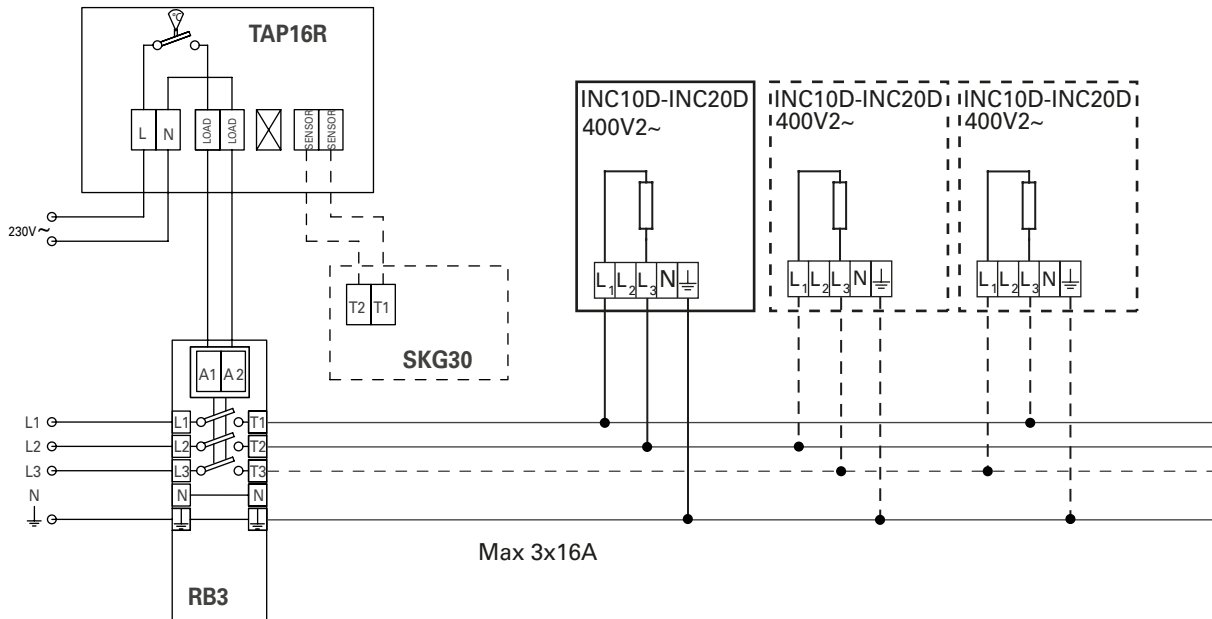 °C
TAP16R
L N LOAD LOAD SENSOR SENSOR
230V~
INC10D-INC20D
400V2~
L1 L2 L3 N
INC10D-INC20D
400V2~
L1 L2 L3 N
INC10D-INC20D
400V2~
L1 L2 L3 N
T2 T1
SKG30
A1 A2
L1 L1 T1
L2 L2 T2
L3 L3 T3
N N N
Max 3x16A
RB3